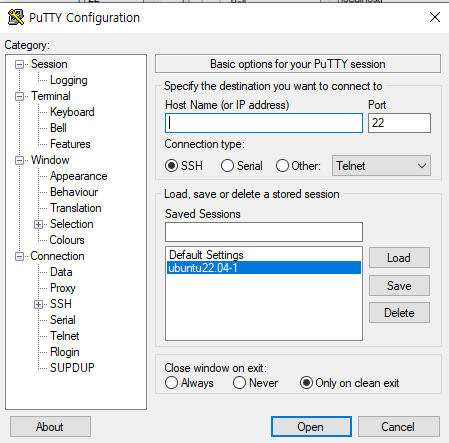 PuTTY Configuration
Category:
Session
Logging
Terminal
Keyboard
Bell
Features
Window
Appearance
Behaviour
Translation
Selection
Colours
Connection
Data
Proxy
SSH
Serial
Telnet
Rlogin
SUPDUP
Basic options for your PuTTY session
Specify the destination you want to connect to
Host Name (or IP address) Port
22
Connection type:
SSH Serial Other: Telnet
Load, save or delete a stored session
Saved Sessions
Default Settings
ubuntu22.04-1
Load
Save
Delete
Close window on exit:
Always Never Only on clean exit
About Open Cancel